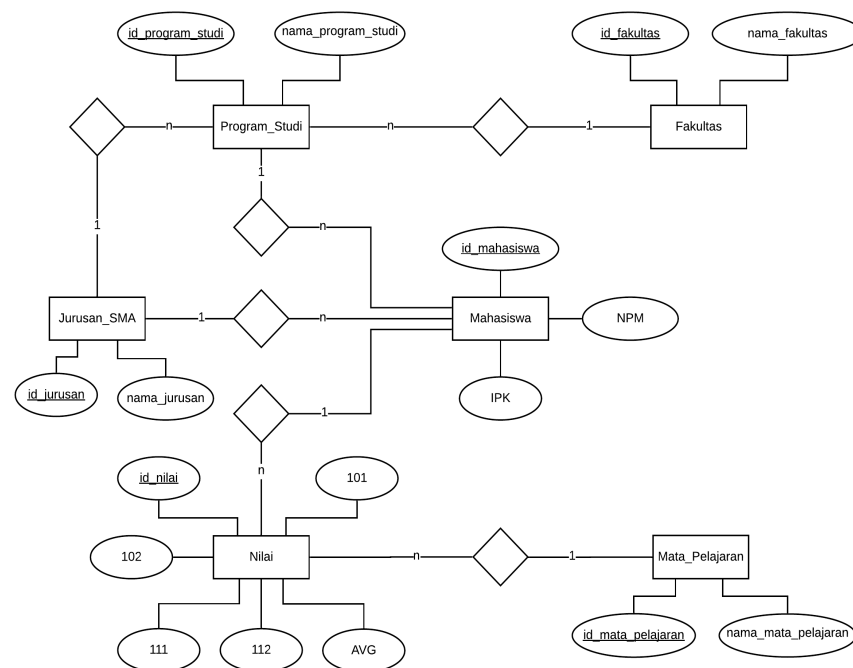 id_program_studi
nama_program_studi
id_fakultas
nama_fakultas
n
Program_Studi
n
1
Fakultas
1
1
n
id_mahasiswa
Jurusan_SMA
1
n
Mahasiswa
NPM
id_jurusan
nama_jurusan
1
IPK
n
id_nilai
101
102
Nilai
n
1
Mata_Pelajaran
111
112
AVG
id_mata_pelajaran
nama_mata_pelajaran